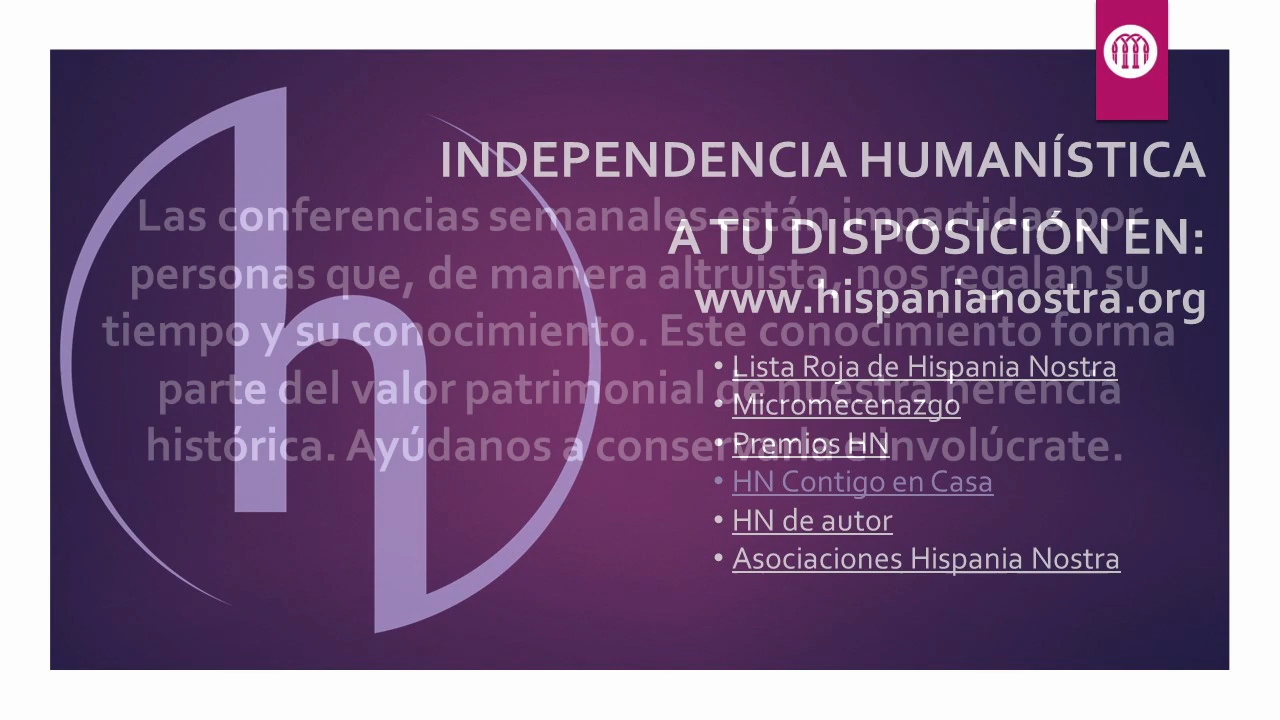 INDEPENDENCIA HUMANÍSTICA
A TU DISPOSICIÓN EN:
www.hispanianostra.org
• Lista Roja de Hispania Nostra
• Micromecenazgo
• Premios HN
• HN Contigo en Casa
• HN de autor
• Asociaciones Hispania Nostra
Las conferencias semanales están impartidas por
personas que, de manera altruista, nos regalan su
tiempo y su conocimiento. Este conocimiento forma
parte del valor patrimonial de nuestra herencia
histórica. Ayúdanos a conservarla e involúcrate.